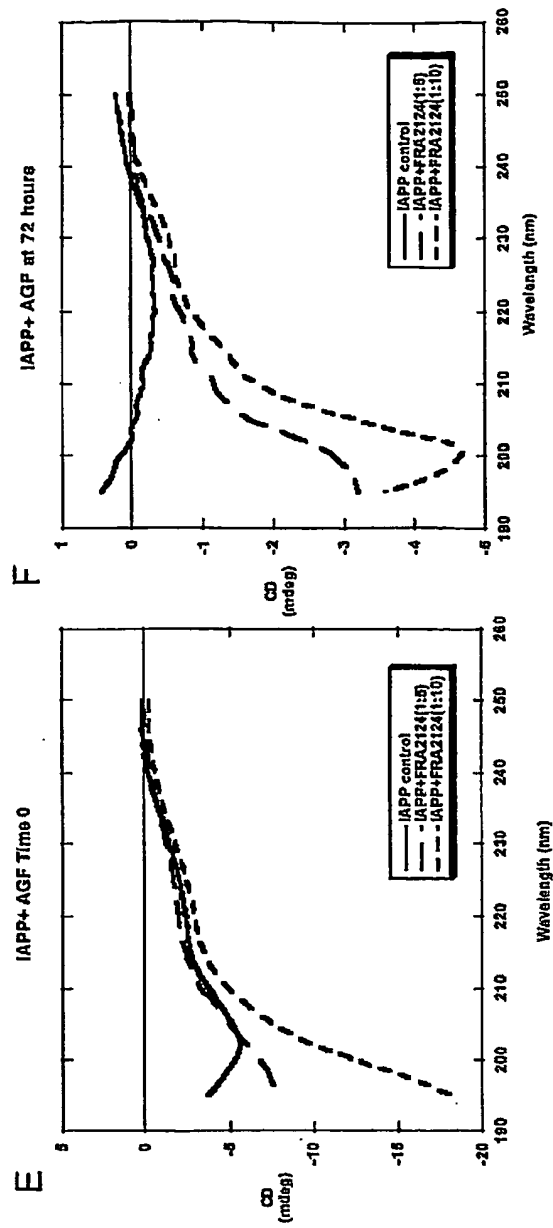 E
IAPP+ AGF Time 0
5
0
-5
-10
-15
-20
CD
(mdeg)
IAPP control
IAPP+FRA2124(1:5)
IAPP+FRA2124(1:10)
190 200 210 220 230 240 250 260
Wavelength (nm)
F
IAPP+ AGF at 72 hours
1
0
-1
-2
-3
-4
-5
CD
(mdeg)
IAPP control
IAPP+FRA2124(1:5)
IAPP+FRA2124(1:10)
190 200 210 220 230 240 250 260
Wavelength (nm)